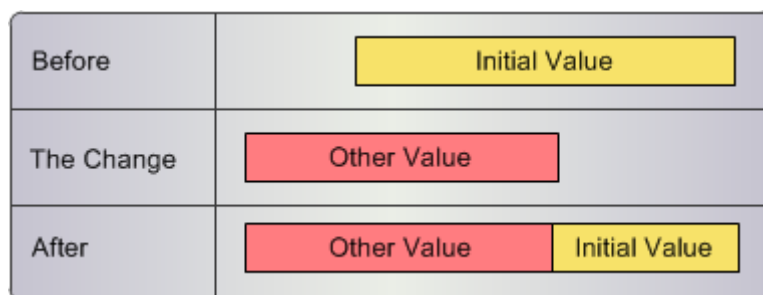 Before
Initial Value
The Change
Other Value
After
Other Value
Initial Value